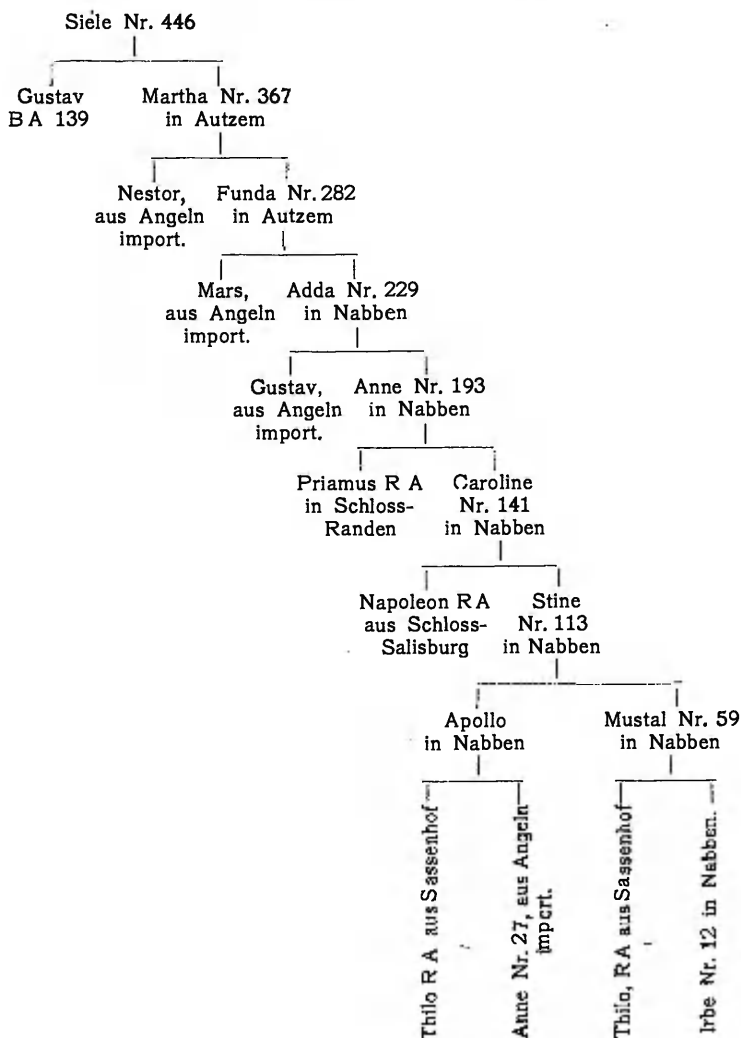 Siele Nr. 446
Gustav
BA 139
Martha Nr. 367
in Autzem
Nestor,
aus Angeln
import.
Funda Nr. 282
in Autzem
Mars,
aus Angeln
import.
Adda Nr. 229
in Nabben
Gustav,
aus Angeln
import.
Anne Nr. 193
in Nabben
Priamus R A
in Schloss-
Randen
Caroline
Nr. 141
in Nabben
Napoleon R A
aus Schloss-
Salisburg
Stine
Nr. 113
in Nabben
Apollo
in Nabben
Mustal Nr. 59
in Nabben
Thilo R A aus Sassenhof
Anne Nr. 27, aus Angeln
import.
Thilo, R A aus Sassenhof
Irbe Nr. 12 in Nabben.